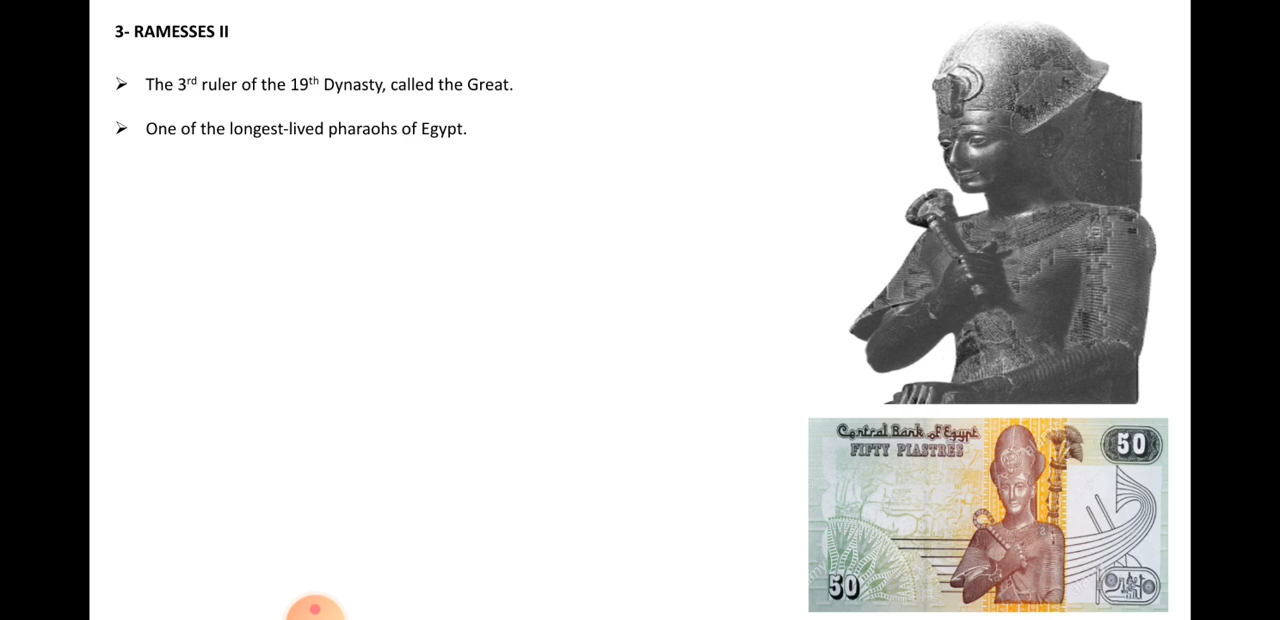 3- RAMESSES II
➢ The 3rd ruler of the 19th Dynasty, called the Great.
➢ One of the longest-lived pharaohs of Egypt.
Central Bank of Egypt
FIFTY PIASTRES
50
50